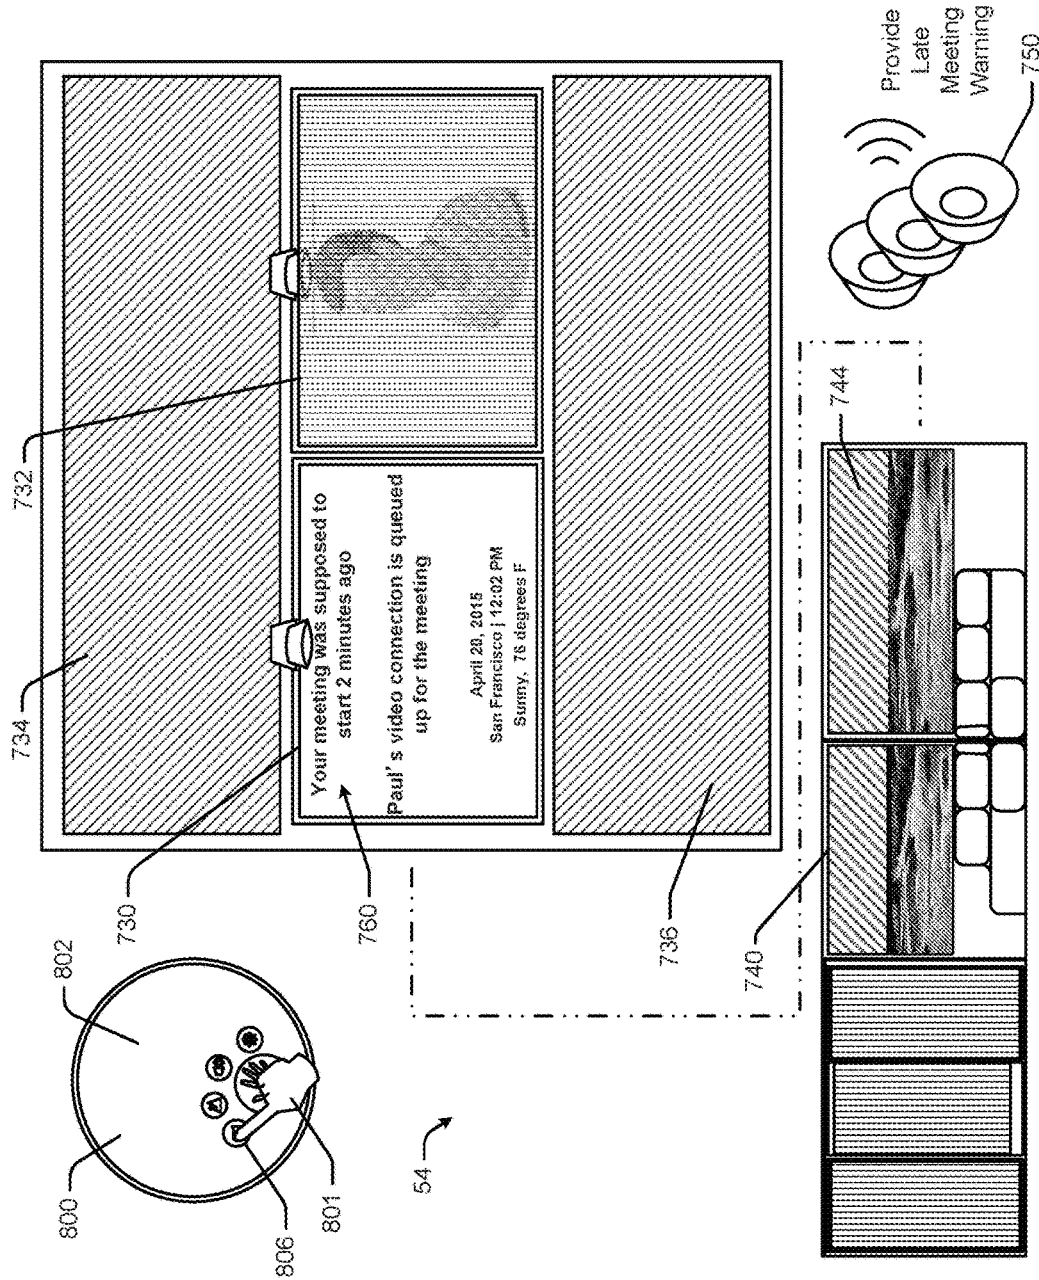 734
732
800
802
730
806
801
Your meeting was supposed to
start 2 minutes ago
760
Paul's video connection is queued
up for the meeting
54
April 20, 2015
San Francisco | 12:02 PM
Sunny, 76 degrees F
736
740
744
Provide
Late
Meeting
Warning
750